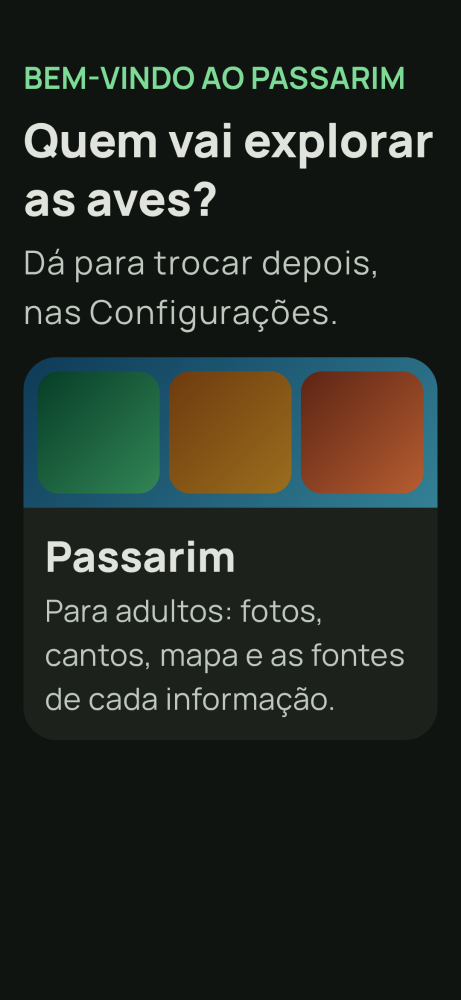 BEM-VINDO AO PASSARIM
Quem vai explorar
as aves?
Dá para trocar depois,
nas Configurações.
Passarim
Para adultos: fotos,
cantos, mapa e as fontes
de cada informação.